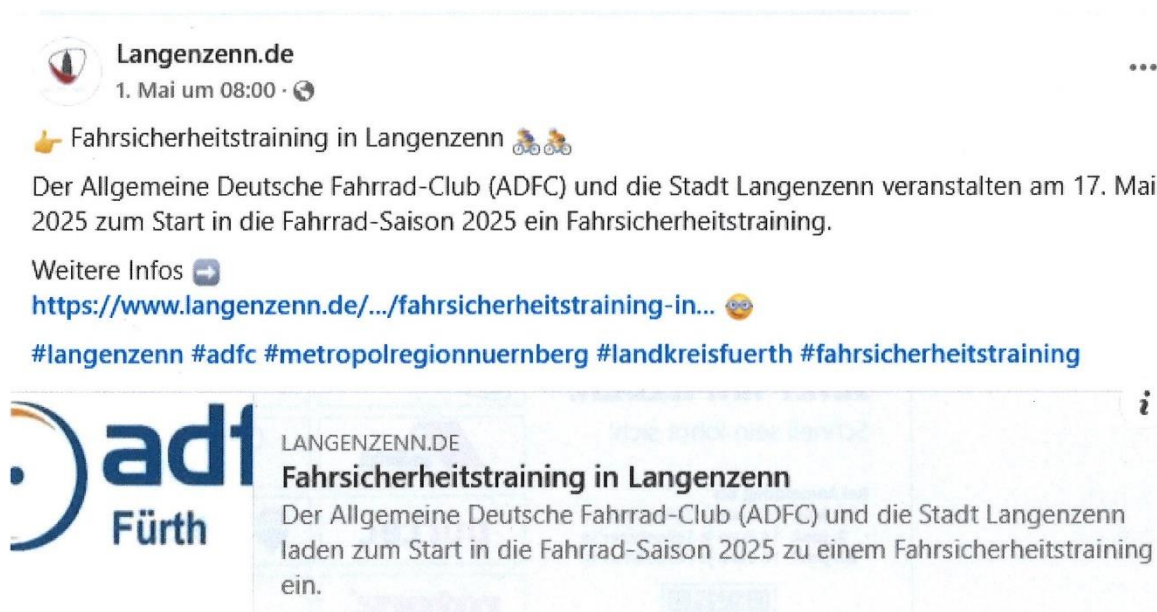 Langenzenn.de
1. Mai um 08:00 ·
👉 Fahrsicherheitstraining in Langenzenn 🚴🚴
Der Allgemeine Deutsche Fahrrad-Club (ADFC) und die Stadt Langenzenn veranstalten am 17. Mai
2025 zum Start in die Fahrrad-Saison 2025 ein Fahrsicherheitstraining.
Weitere Infos ➡️
https://www.langenzenn.de/.../fahrsicherheitstraining-in... 🤓
#langenzenn #adfc #metropolregionnuernberg #landkreisfuerth #fahrsicherheitstraining
adf
Fürth
LANGENZENN.DE
Fahrsicherheitstraining in Langenzenn
Der Allgemeine Deutsche Fahrrad-Club (ADFC) und die Stadt Langenzenn
laden zum Start in die Fahrrad-Saison 2025 zu einem Fahrsicherheitstraining
ein.